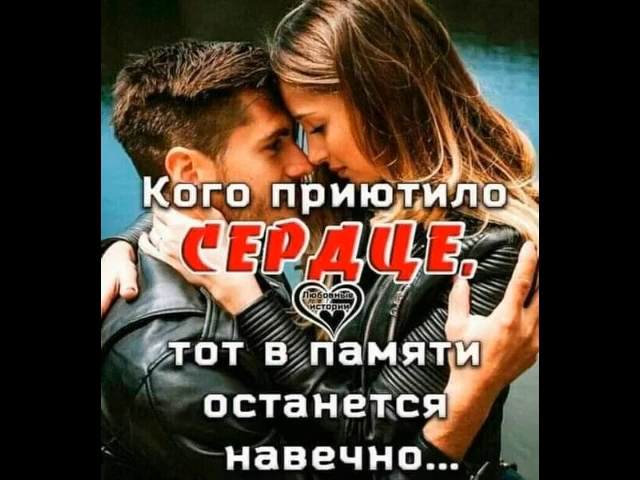 Кого приютило
СЕРДЦЕ,
Любовные
истории
тот в памяти
останется
навечно...